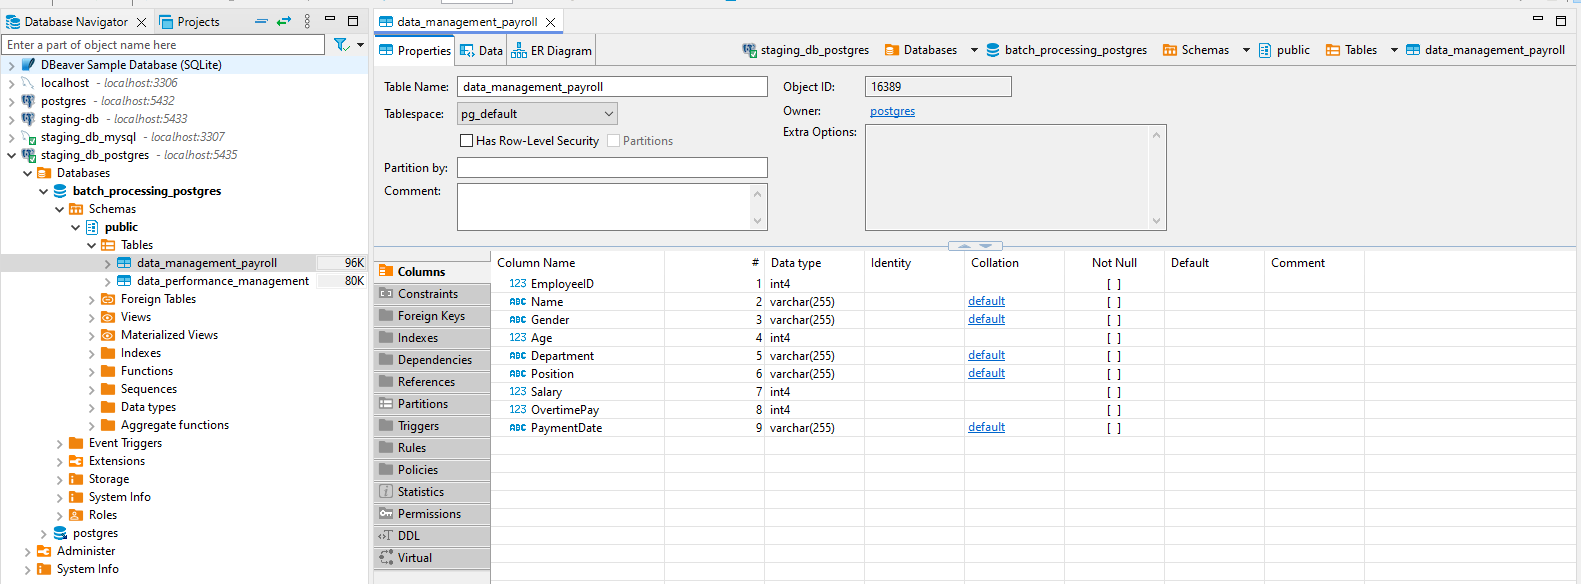 Database Navigator
Projects
Enter a part of object name here
DBeaver Sample Database (SQLite)
localhost - localhost:3306
postgres - localhost:5432
staging-db - localhost:5433
staging_db_mysql - localhost:3307
staging_db_postgres - localhost:5435
Databases
batch_processing_postgres
Schemas
public
Tables
data_management_payroll 96K
data_performance_management 80K
Foreign Tables
Views
Materialized Views
Indexes
Functions
Sequences
Data types
Aggregate functions
Event Triggers
Extensions
Storage
System Info
Roles
postgres
Administer
System Info
data_management_payroll
Properties Data ER Diagram
staging_db_postgres Databases batch_processing_postgres Schemas public Tables data_management_payroll
Table Name: data_management_payroll
Tablespace: pg_default
Has Row-Level Security Partitions
Partition by:
Comment:
Object ID: 16389
Owner: postgres
Extra Options:
Columns
Constraints
Foreign Keys
Indexes
Dependencies
References
Partitions
Triggers
Rules
Policies
Statistics
Permissions
DDL
Virtual
Column Name # Data type Identity Collation Not Null Default Comment
123 EmployeeID 1 int4 [ ]
ABC Name 2 varchar(255) default [ ]
ABC Gender 3 varchar(255) default [ ]
123 Age 4 int4 [ ]
ABC Department 5 varchar(255) default [ ]
ABC Position 6 varchar(255) default [ ]
123 Salary 7 int4 [ ]
123 OvertimePay 8 int4 [ ]
ABC PaymentDate 9 varchar(255) default [ ]